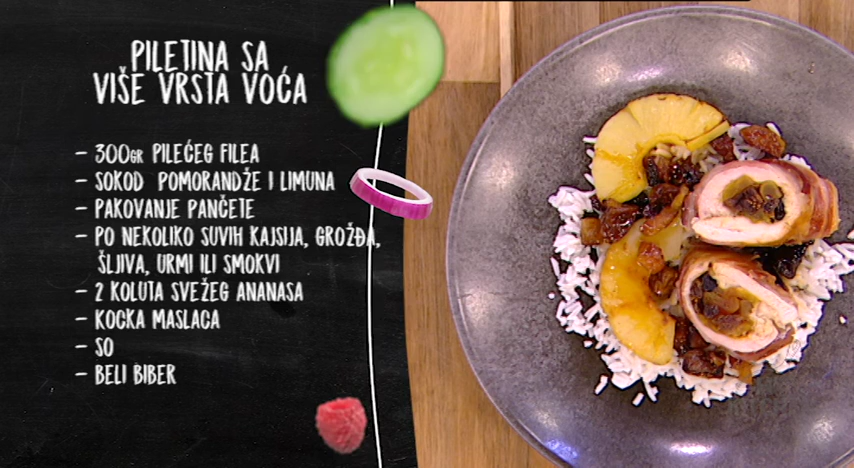 PILETINA SA
VIŠE VRSTA VOĆA
- 300GR PILEĆEG FILEA
- SOKOD POMORANDŽE I LIMUNA
- PAKOVANJE PANČETE
- PO NEKOLIKO SUVIH KAJSIJA, GROŽĐA,
ŠLJIVA, URMI ILI SMOKVI
- 2 KOLUTA SVEŽEG ANANASA
- KOCKA MASLACA
- SO
- BELI BIBER